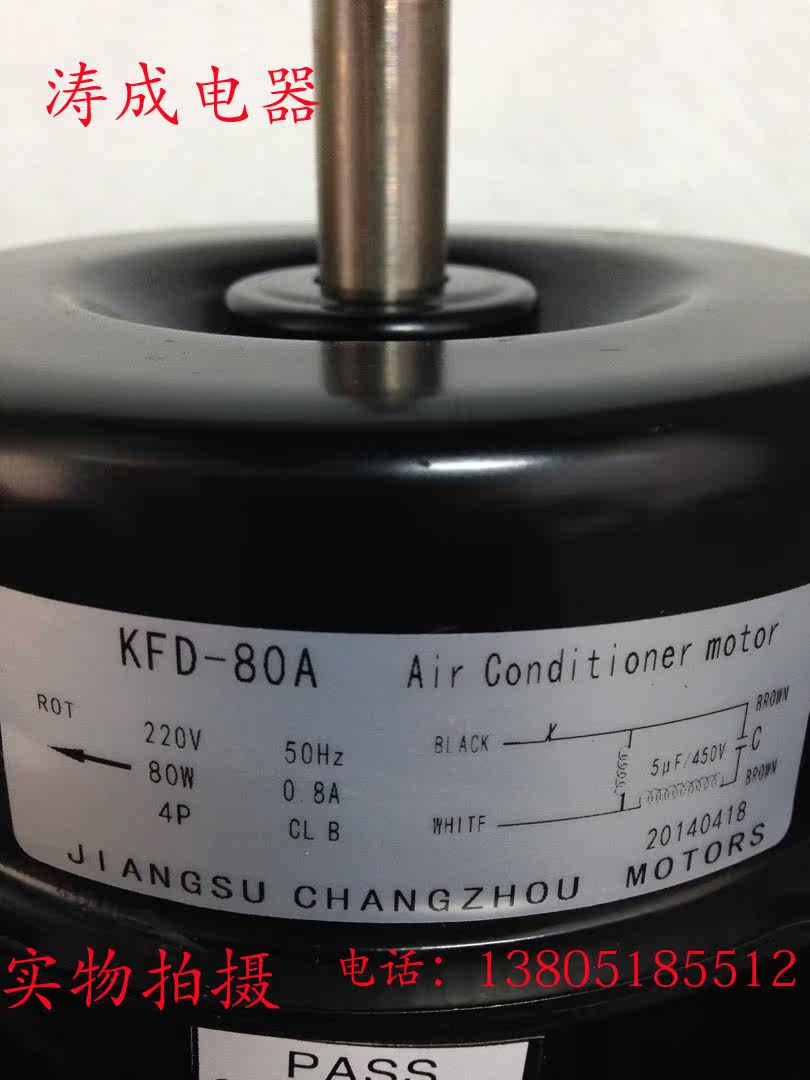 涛成电器
KFD-80A Air Conditioner motor
ROT
220V 50Hz
80W 0.8A
4P CL B
BLACK
BROWN
5μF/450V C
BROWN
WHITE
20140418
JIANGSU CHANGZHOU MOTORS
实物拍摄 电话：13805185512
PASS